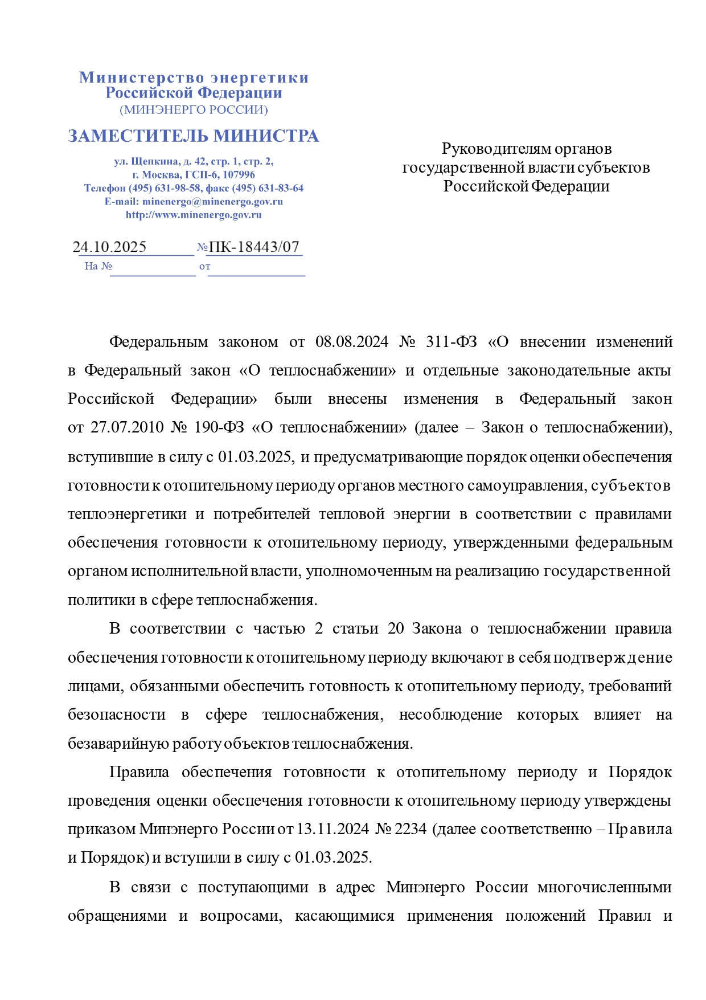 Министерство энергетики
Российской Федерации
(МИНЭНЕРГО РОССИИ)
ЗАМЕСТИТЕЛЬ МИНИСТРА
ул. Щепкина, д. 42, стр. 1, стр. 2,
г. Москва, ГСП-6, 107996
Телефон (495) 631-98-58, факс (495) 631-83-64
E-mail: minenergo@minenergo.gov.ru
http://www.minenergo.gov.ru
24.10.2025 № ПК-18443/07
На № от
Руководителям органов
государственной власти субъектов
Российской Федерации
Федеральным законом от 08.08.2024 № 311-ФЗ «О внесении изменений
в Федеральный закон «О теплоснабжении» и отдельные законодательные акты
Российской Федерации» были внесены изменения в Федеральный закон
от 27.07.2010 № 190-ФЗ «О теплоснабжении» (далее – Закон о теплоснабжении),
вступившие в силу с 01.03.2025, и предусматривающие порядок оценки обеспечения
готовности к отопительному периоду органов местного самоуправления, субъектов
теплоэнергетики и потребителей тепловой энергии в соответствии с правилами
обеспечения готовности к отопительному периоду, утвержденными федеральным
органом исполнительной власти, уполномоченным на реализацию государственной
политики в сфере теплоснабжения.
В соответствии с частью 2 статьи 20 Закона о теплоснабжении правила
обеспечения готовности к отопительному периоду включают в себя подтверждение
лицами, обязанными обеспечить готовность к отопительному периоду, требований
безопасности в сфере теплоснабжения, несоблюдение которых влияет на
безаварийную работу объектов теплоснабжения.
Правила обеспечения готовности к отопительному периоду и Порядок
проведения оценки обеспечения готовности к отопительному периоду утверждены
приказом Минэнерго России от 13.11.2024 № 2234 (далее соответственно – Правила
и Порядок) и вступили в силу с 01.03.2025.
В связи с поступающими в адрес Минэнерго России многочисленными
обращениями и вопросами, касающимися применения положений Правил и